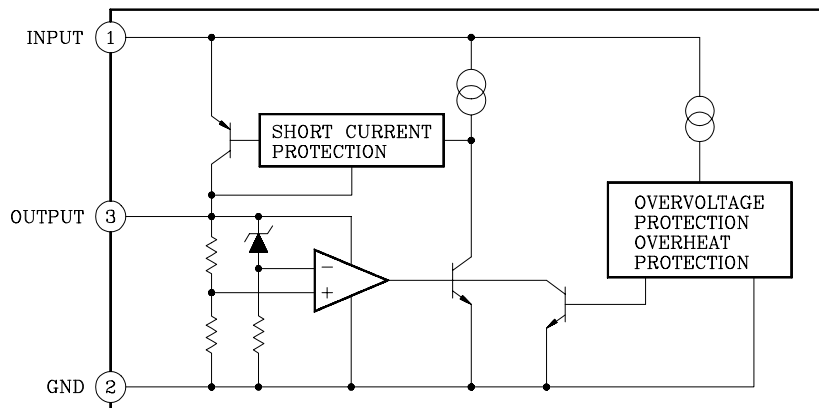 INPUT 1
SHORT CURRENT
PROTECTION
OUTPUT 3
OVERVOLTAGE
PROTECTION
OVERHEAT
PROTECTION
−
+
GND 2